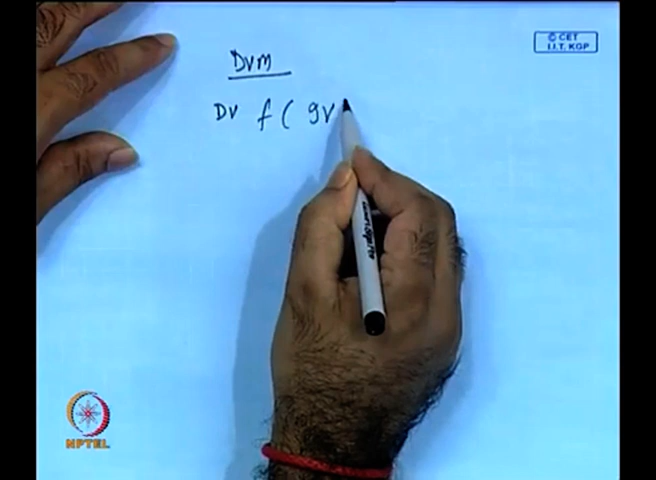 DVM
DV f ( gv
© CET
I.I.T. KGP
NPTEL